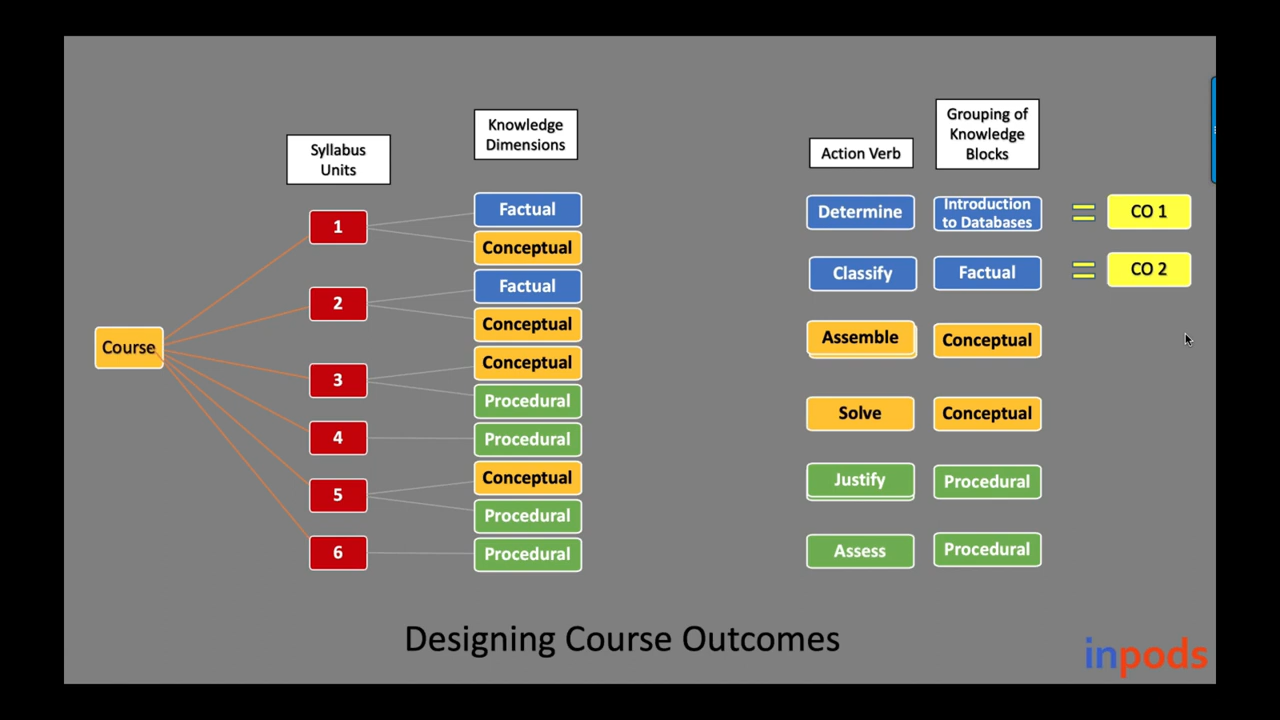 Grouping of
Knowledge
Blocks
Knowledge
Dimensions
Syllabus
Units
Action Verb
Factual
Determine
Introduction
to Databases
=
CO 1
1
Conceptual
Classify
Factual
=
CO 2
Factual
2
Conceptual
Assemble
Conceptual
Course
Conceptual
3
Procedural
Solve
Conceptual
4
Procedural
Conceptual
Justify
Procedural
5
Procedural
6
Procedural
Assess
Procedural
Designing Course Outcomes
inpods